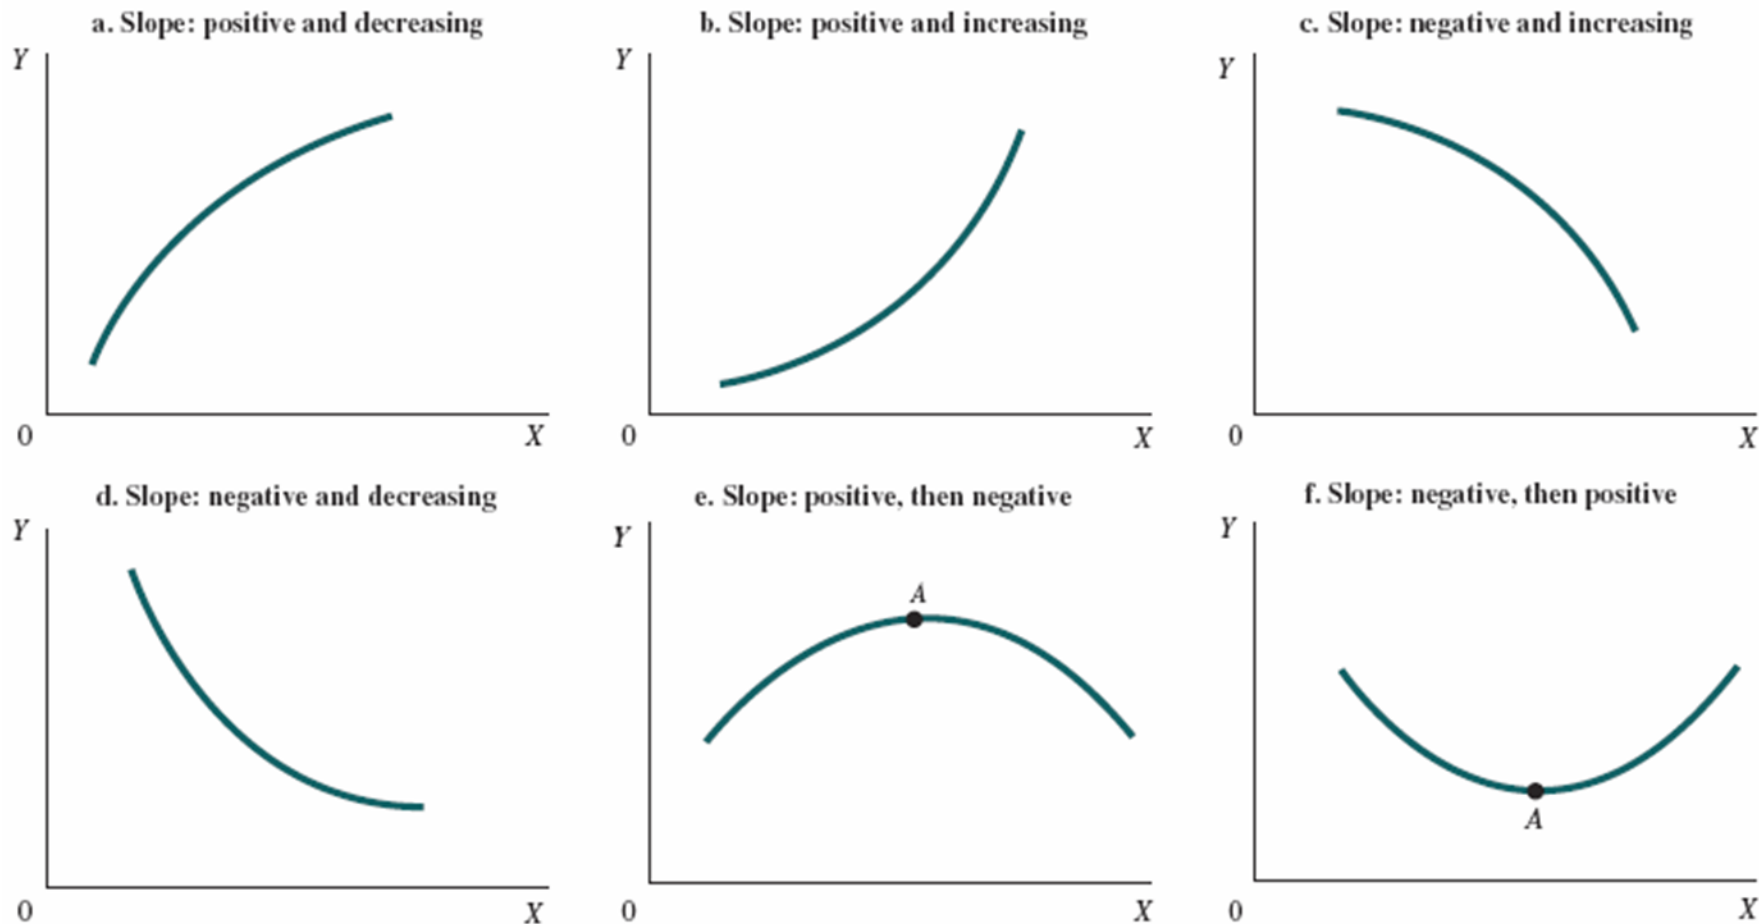 a. Slope: positive and decreasing
Y
0
X
b. Slope: positive and increasing
Y
0
X
c. Slope: negative and increasing
Y
0
X
d. Slope: negative and decreasing
Y
0
X
e. Slope: positive, then negative
Y
A
0
X
f. Slope: negative, then positive
Y
A
0
X